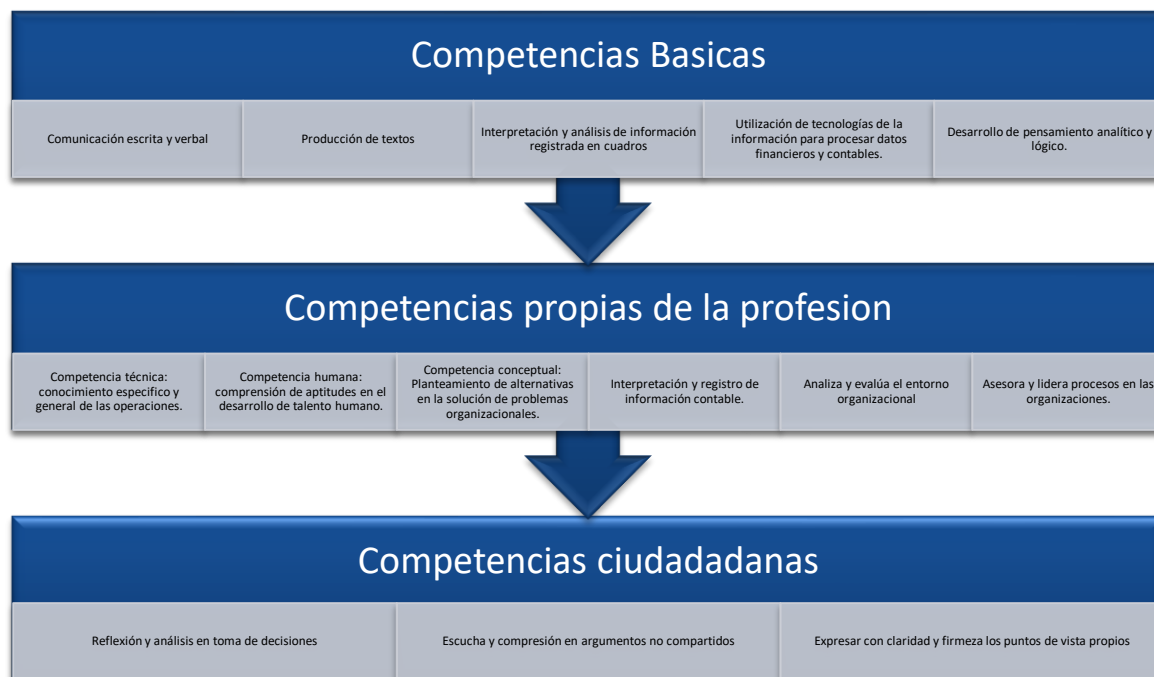 Competencias Basicas
Comunicación escrita y verbal
Producción de textos
Interpretación y análisis de información
registrada en cuadros
Utilización de tecnologías de la
información para procesar datos
financieros y contables.
Desarrollo de pensamiento analítico y
lógico.
Competencias propias de la profesion
Competencia técnica:
conocimiento especifico y
general de las operaciones.
Competencia humana:
comprensión de aptitudes en el
desarrollo de talento humano.
Competencia conceptual:
Planteamiento de alternativas
en la solución de problemas
organizacionales.
Interpretación y registro de
información contable.
Analiza y evalúa el entorno
organizacional
Asesora y lidera procesos en las
organizaciones.
Competencias ciudadadanas
Reflexión y análisis en toma de decisiones
Escucha y compresión en argumentos no compartidos
Expresar con claridad y firmeza los puntos de vista propios